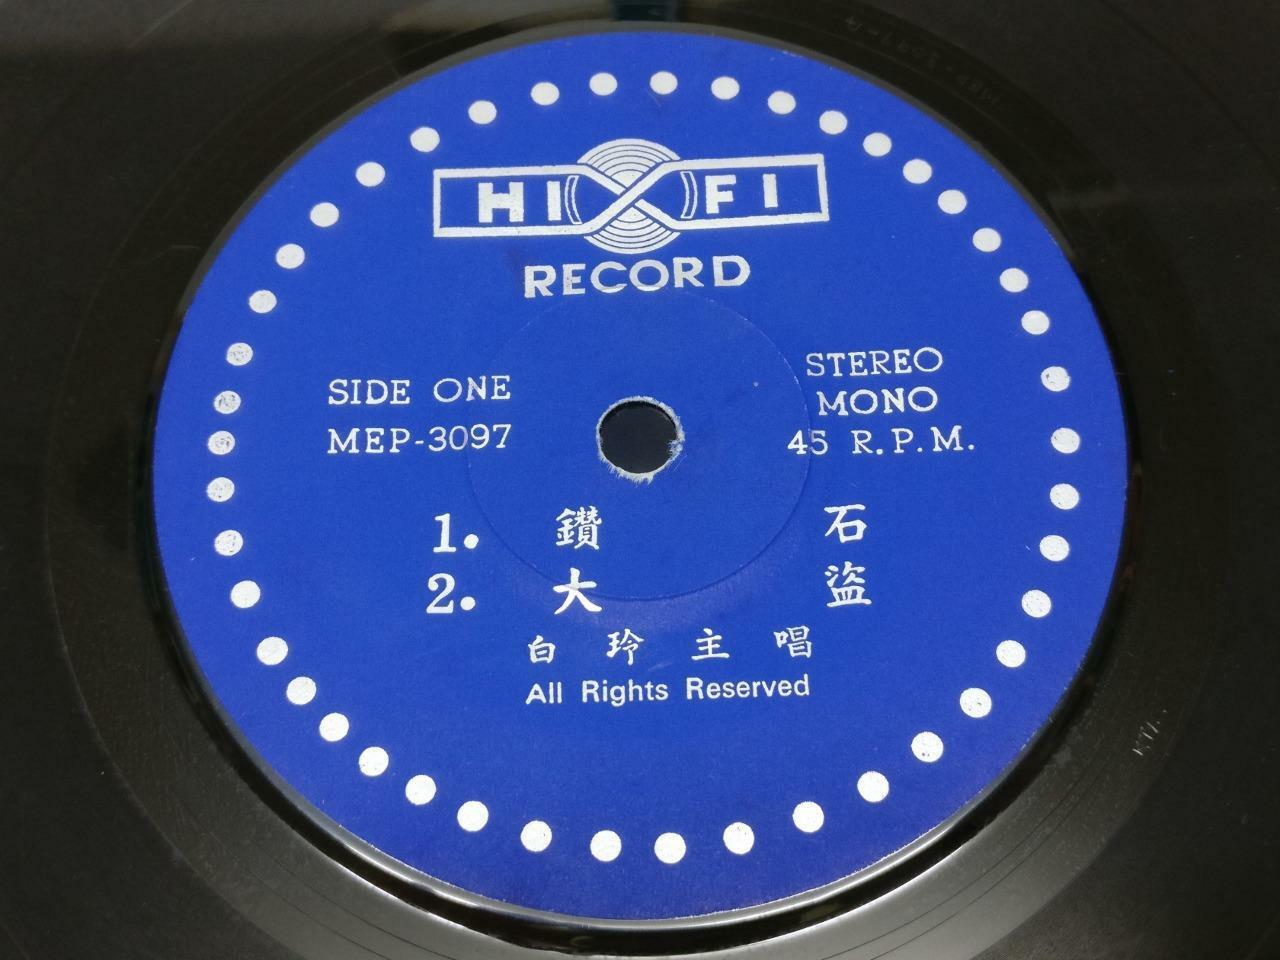 HI FI
RECORD
SIDE ONE
MEP-3097
STEREO
MONO
45 R.P.M.
1. 鑽 石
2. 大 盜
白 玲 主 唱
All Rights Reserved